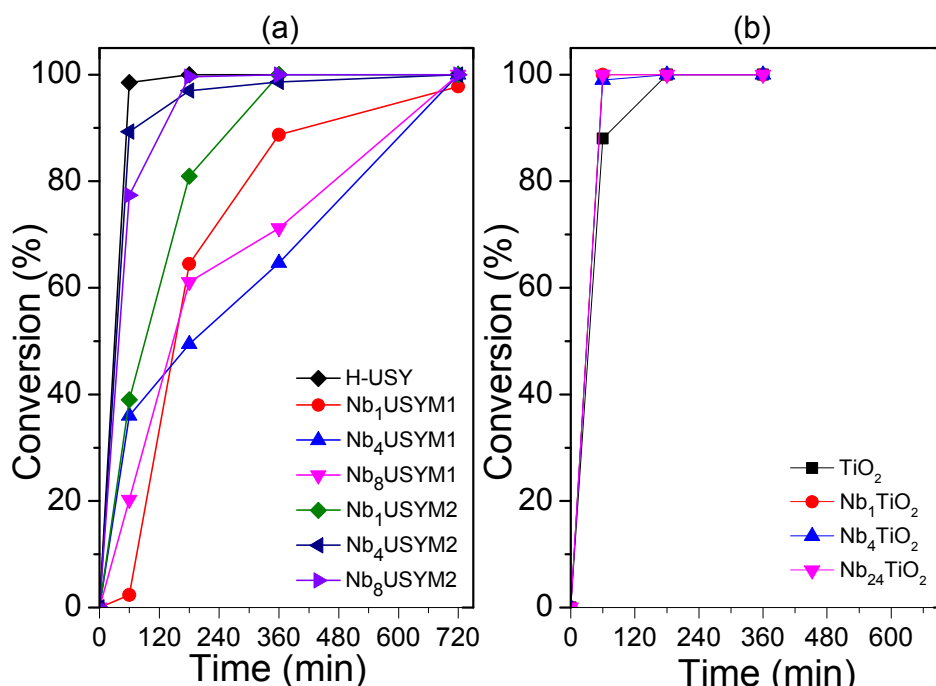 (a)
Conversion (%)
100
80
60
40
20
0
0 120 240 360 480 600 720
Time (min)
H-USY
Nb₁USYM1
Nb₄USYM1
Nb₈USYM1
Nb₁USYM2
Nb₄USYM2
Nb₈USYM2
(b)
Conversion (%)
100
80
60
40
20
0
0 120 240 360 480 600
Time (min)
TiO₂
Nb₁TiO₂
Nb₄TiO₂
Nb₂₄TiO₂